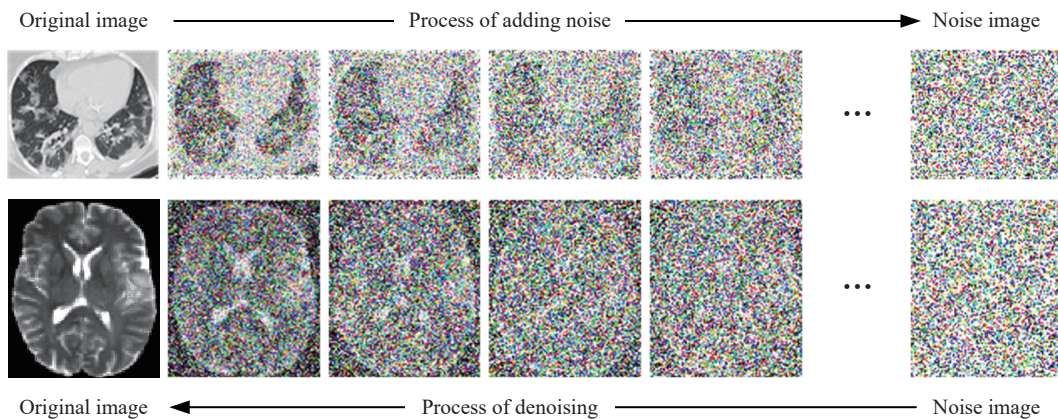 Original image Process of adding noise Noise image
...
...
Original image Process of denoising Noise image